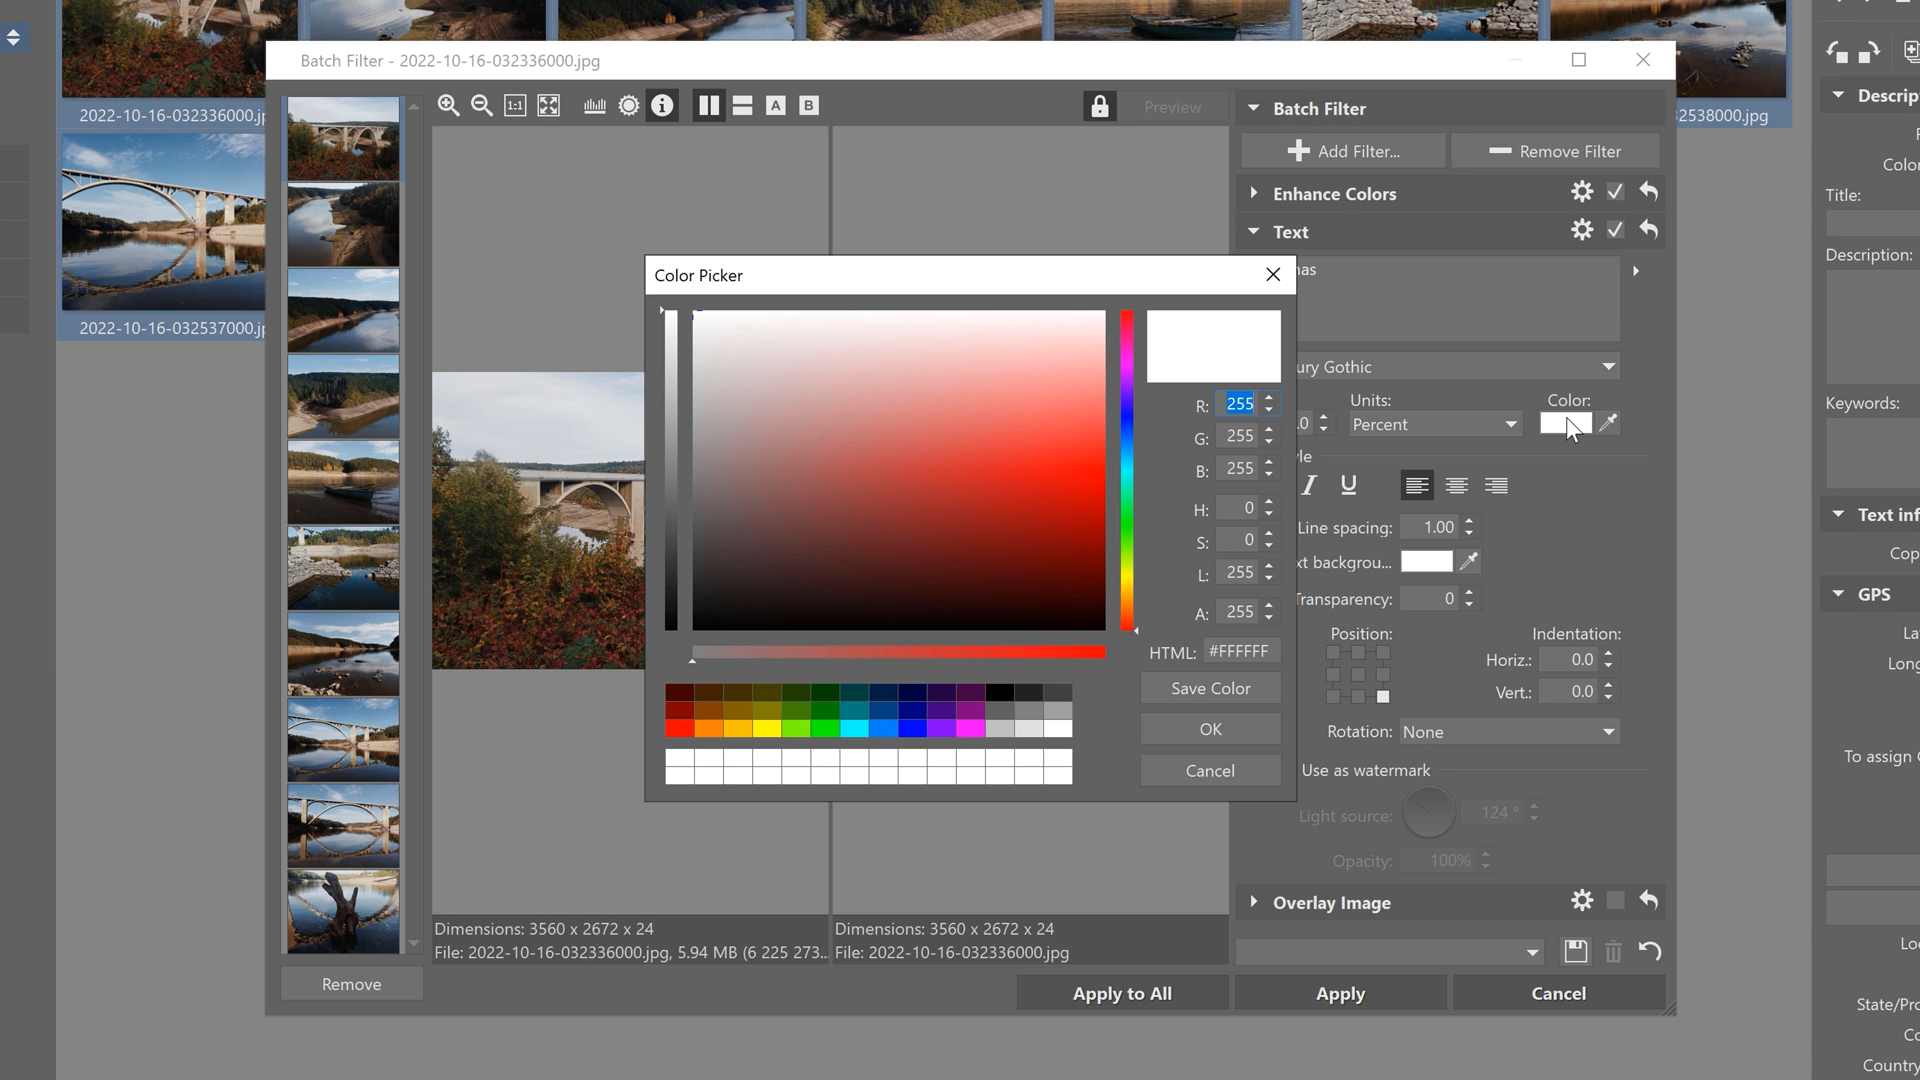 Batch Filter - 2022-10-16-032336000.jpg
2022-10-16-032336000.jp
2022-10-16-032537000.jp
2538000.jpg
1:1
A
B
Preview
Batch Filter
Add Filter...
Remove Filter
Enhance Colors
Text
Color Picker
R: 255
G: 255
B: 255
H: 0
S: 0
L: 255
A: 255
HTML: #FFFFFF
Save Color
OK
Cancel
nas
ury Gothic
Units:
Color:
.0
Percent
le
I
U
Line spacing: 1.00
xt backgrou...
Transparency: 0
Position:
Indentation:
Horiz.: 0.0
Vert.: 0.0
Rotation: None
Use as watermark
Light source: 124 °
Opacity: 100%
Overlay Image
Dimensions: 3560 x 2672 x 24
File: 2022-10-16-032336000.jpg, 5.94 MB (6 225 273...
Dimensions: 3560 x 2672 x 24
File: 2022-10-16-032336000.jpg
Remove
Apply to All
Apply
Cancel
Descrip
Color
Title:
Description:
Keywords:
Text inf
Cop
GPS
La
Long
To assign
Lo
State/Pro
Co
Country